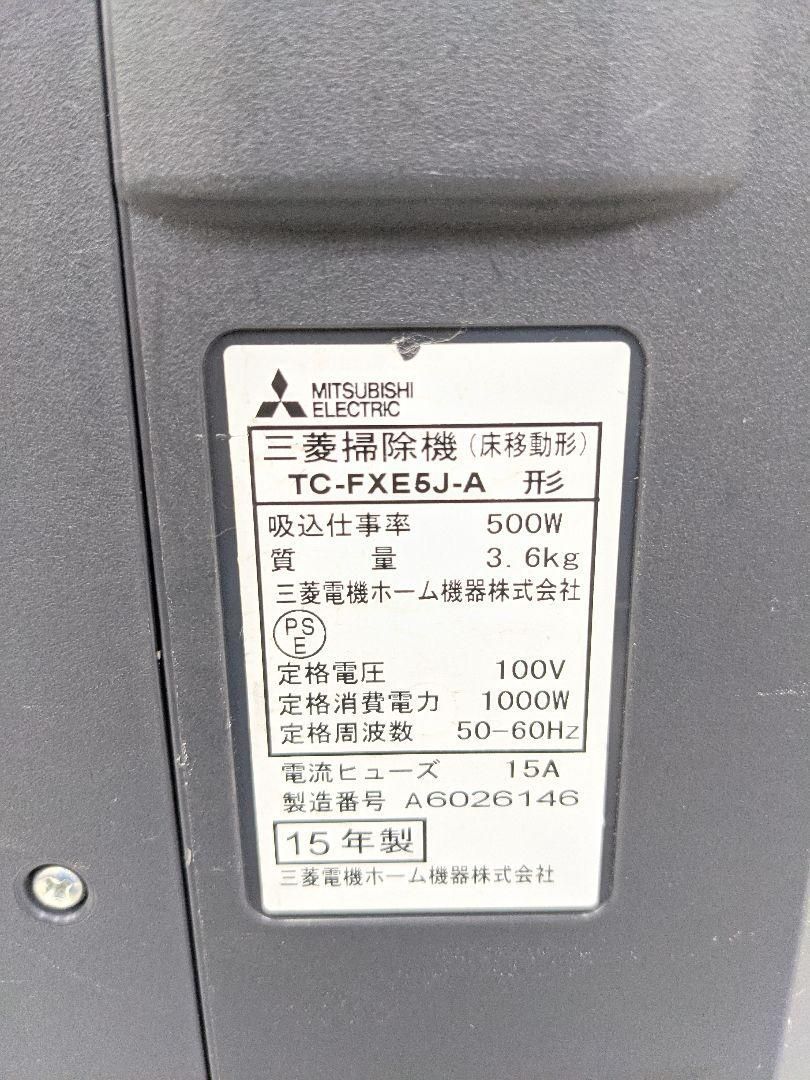 MITSUBISHI
ELECTRIC
三菱掃除機(床移動形)
TC-FXE5J-A 形
吸込仕事率 500W
質量 3.6kg
三菱電機ホーム機器株式会社
PS
E
定格電圧 100V
定格消費電力 1000W
定格周波数 50-60Hz
電流ヒューズ 15A
製造番号 A6026146
15年製
三菱電機ホーム機器株式会社